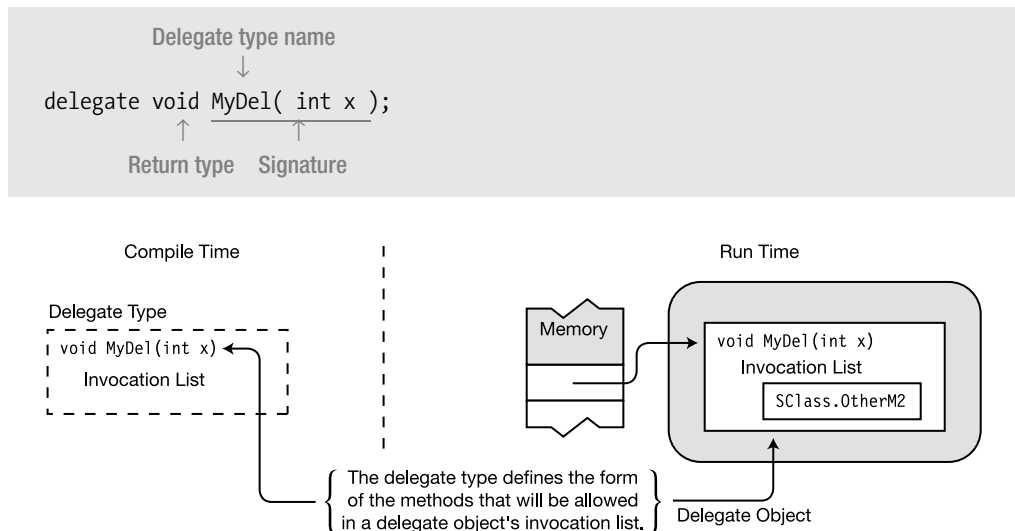 Delegate type name
delegate void MyDel( int x );
Return type Signature
Compile Time
Run Time
Delegate Type
void MyDel(int x)
Invocation List
Memory
void MyDel(int x)
Invocation List
SClass.OtherM2
The delegate type defines the form
of the methods that will be allowed
in a delegate object's invocation list.
Delegate Object